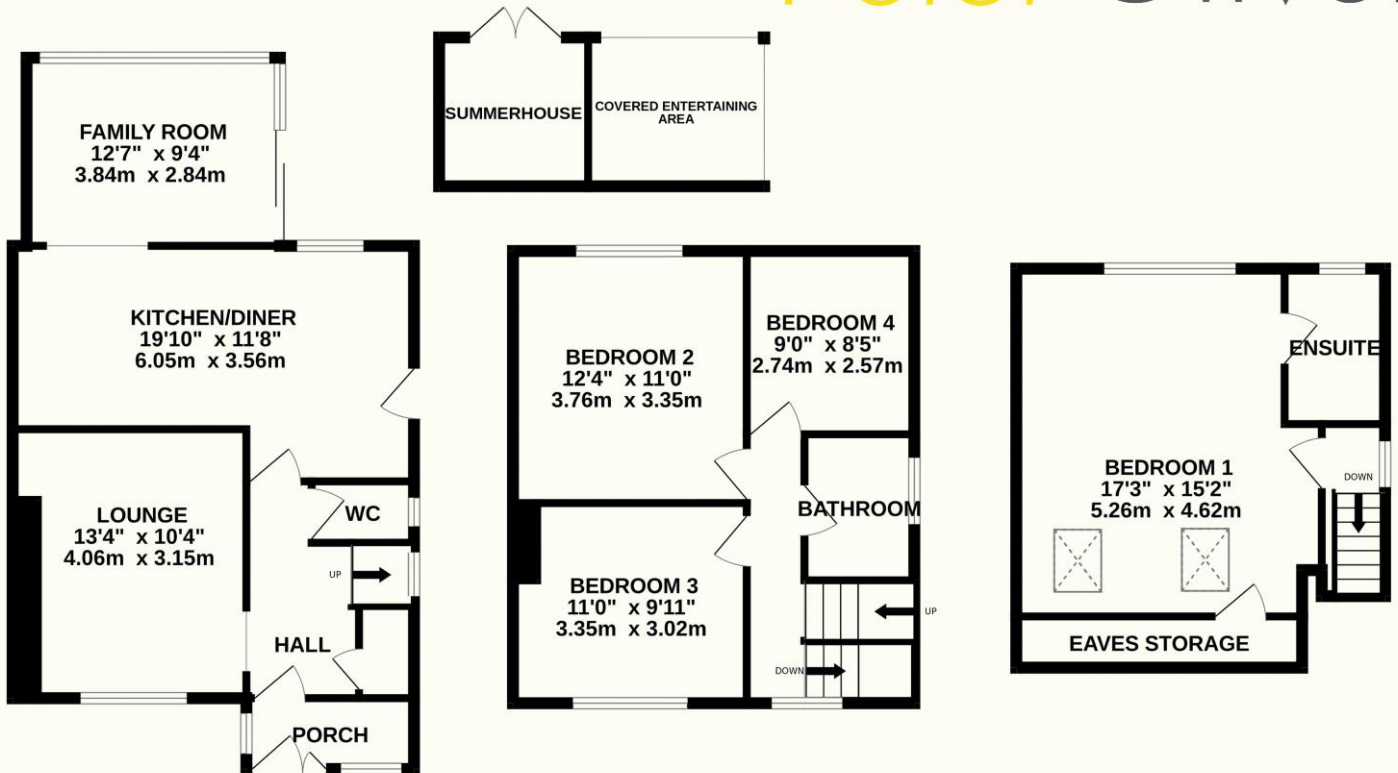 FAMILY ROOM
12'7" x 9'4"
3.84m x 2.84m
SUMMERHOUSE
COVERED ENTERTAINING
AREA
KITCHEN/DINER
19'10" x 11'8"
6.05m x 3.56m
LOUNGE
13'4" x 10'4"
4.06m x 3.15m
WC
UP
HALL
PORCH
BEDROOM 2
12'4" x 11'0"
3.76m x 3.35m
BEDROOM 4
9'0" x 8'5"
2.74m x 2.57m
BATHROOM
BEDROOM 3
11'0" x 9'11"
3.35m x 3.02m
UP
DOWN
ENSUITE
BEDROOM 1
17'3" x 15'2"
5.26m x 4.62m
DOWN
EAVES STORAGE